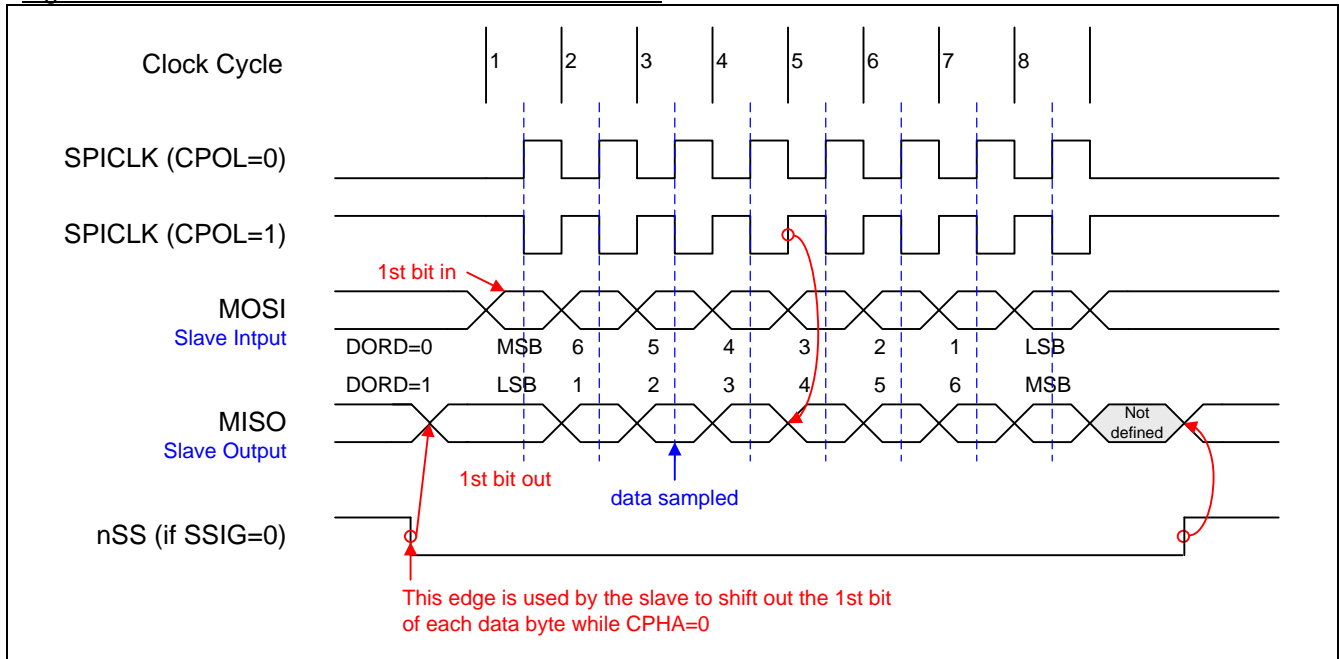 Clock Cycle
1 2 3 4 5 6 7 8
SPICLK (CPOL=0)
SPICLK (CPOL=1)
1st bit in
MOSI
Slave Intput
DORD=0 MSB 6 5 4 3 2 1 LSB
DORD=1 LSB 1 2 3 4 5 6 MSB
MISO
Slave Output
Not
defined
1st bit out
data sampled
nSS (if SSIG=0)
This edge is used by the slave to shift out the 1st bit
of each data byte while CPHA=0